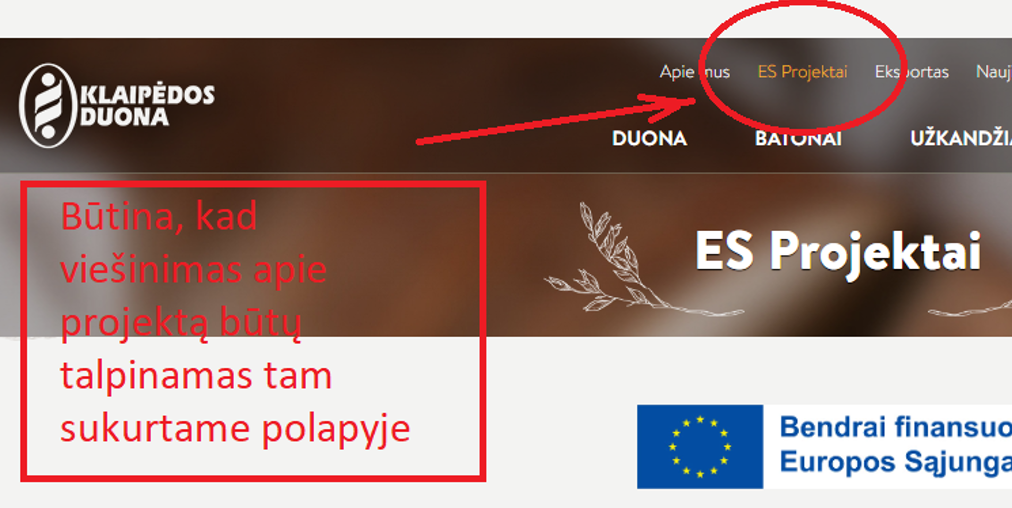 Apie mus ES Projektai Eksportas Nauj
KLAIPĖDOS
DUONA
DUONA BATONAI UŽKANDŽIA
Būtina, kad
viešinimas apie
projektą būtų
talpinamas tam
sukurtame polapyje
ES Projektai
Bendrai finansuo
Europos Sąjunga